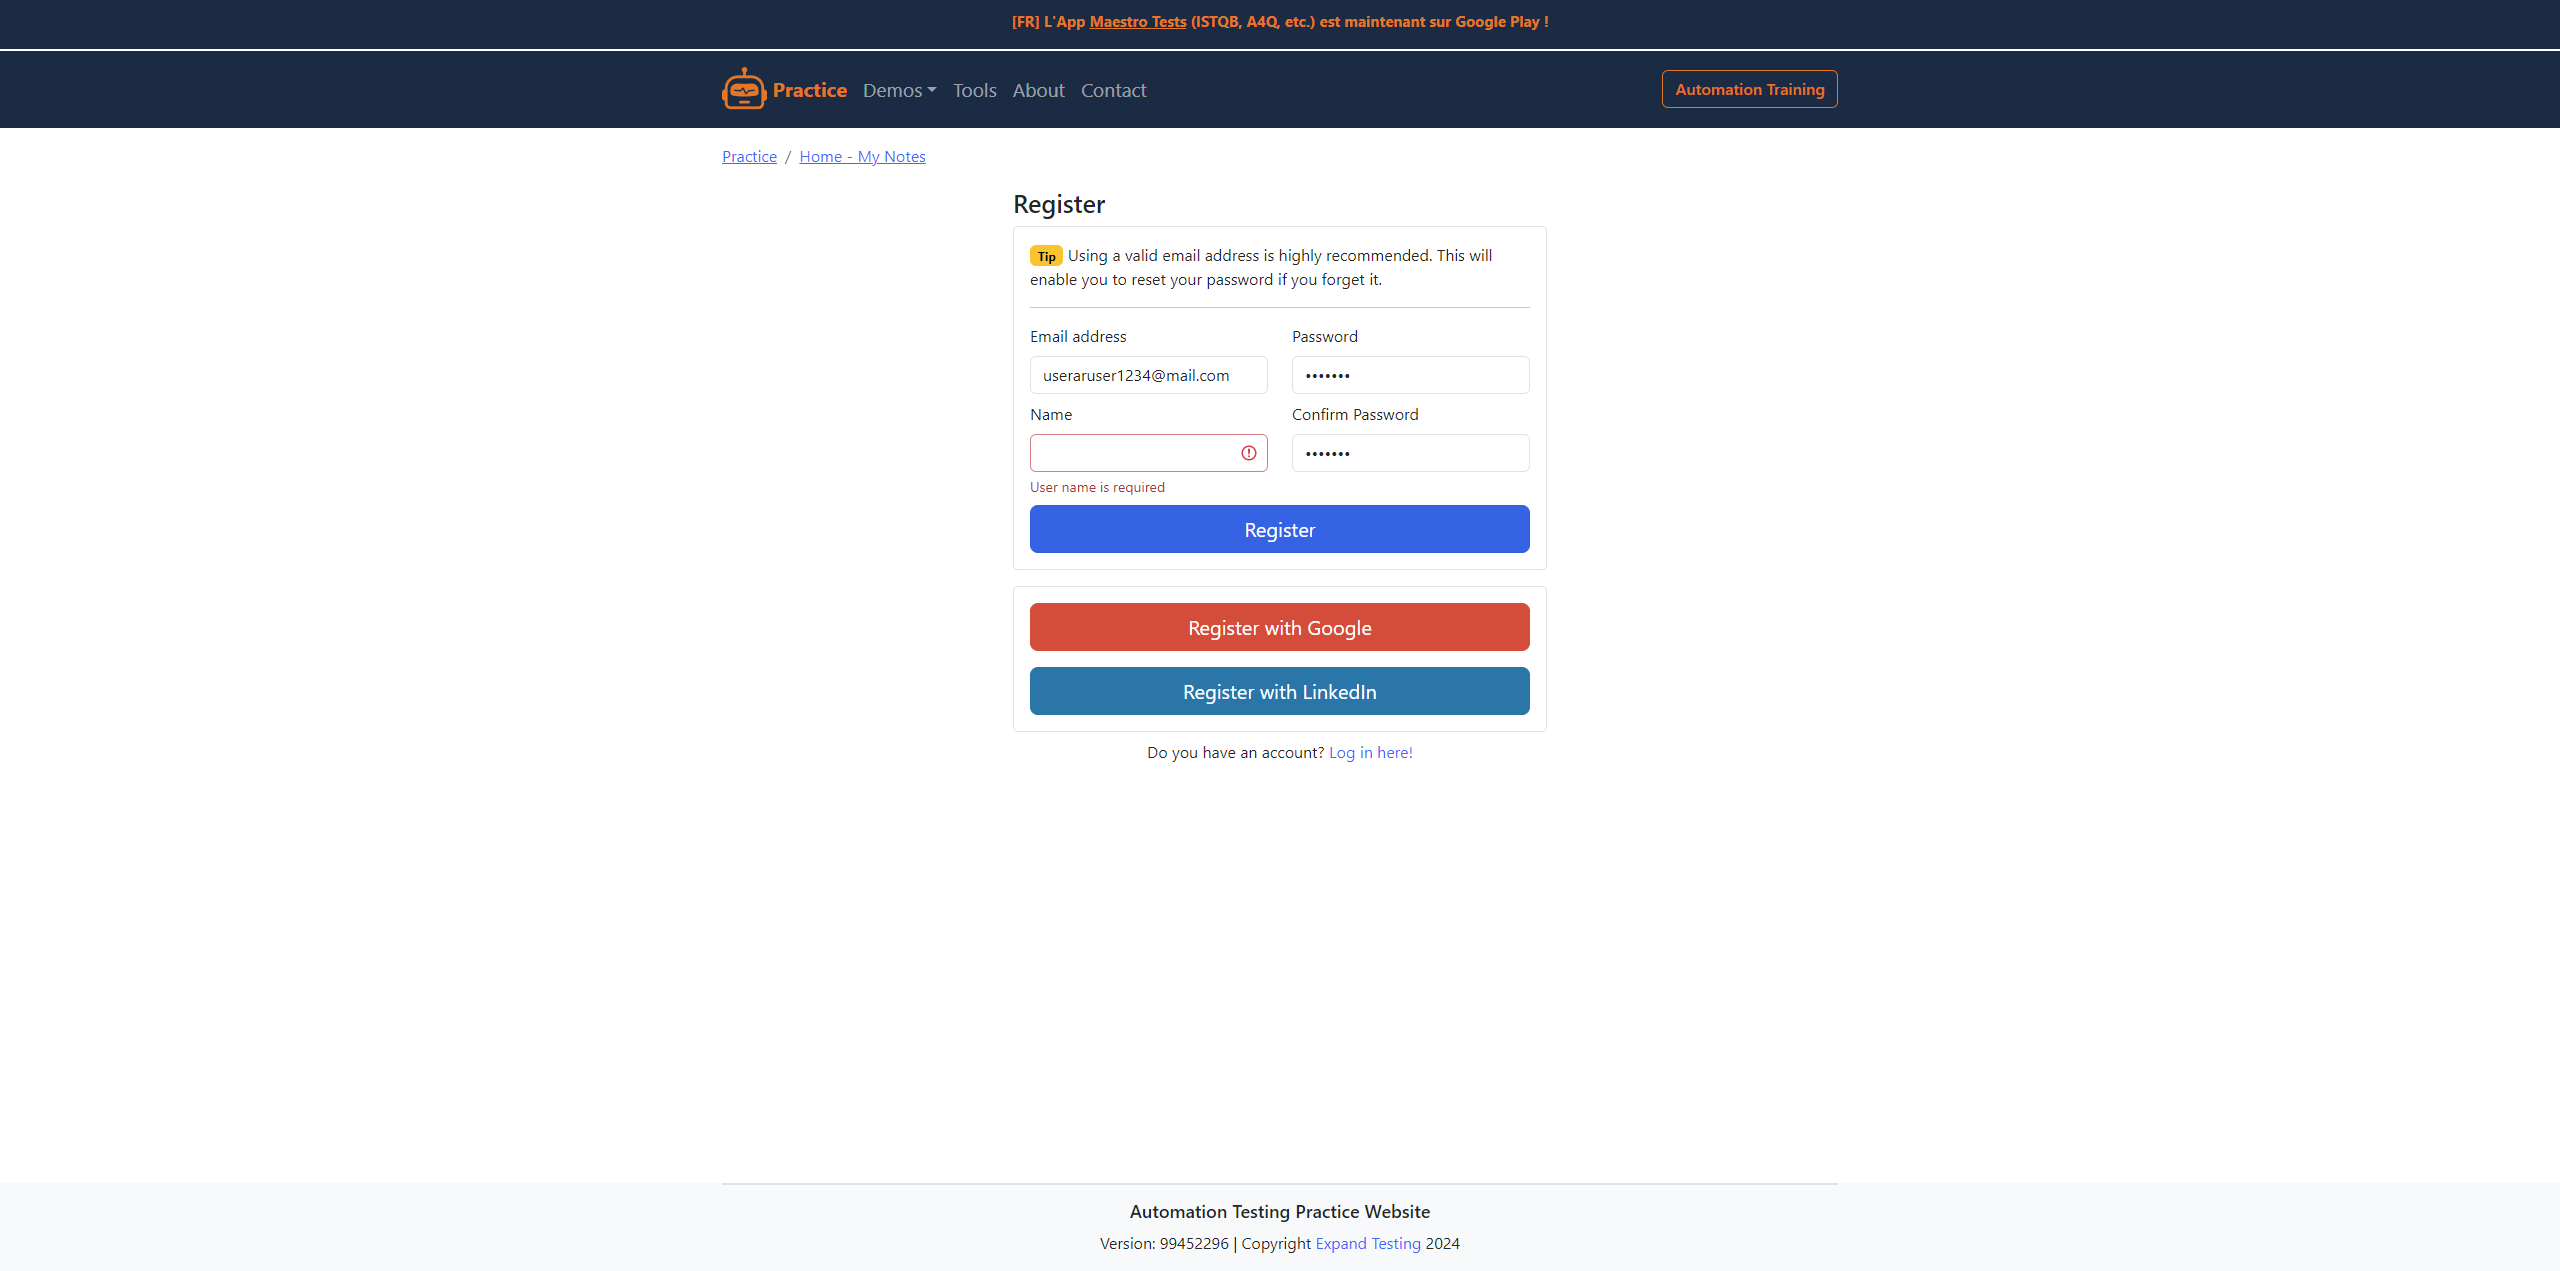 [FR] L'App Maestro Tests (ISTQB, A4Q, etc.) est maintenant sur Google Play !
Practice Demos Tools About Contact Automation Training
Practice / Home - My Notes
Register
Tip Using a valid email address is highly recommended. This will
enable you to reset your password if you forget it.
Email address Password
useraruser1234@mail.com •••••••
Name Confirm Password
•••••••
User name is required
Register
Register with Google
Register with LinkedIn
Do you have an account? Log in here!
Automation Testing Practice Website
Version: 99452296 | Copyright Expand Testing 2024